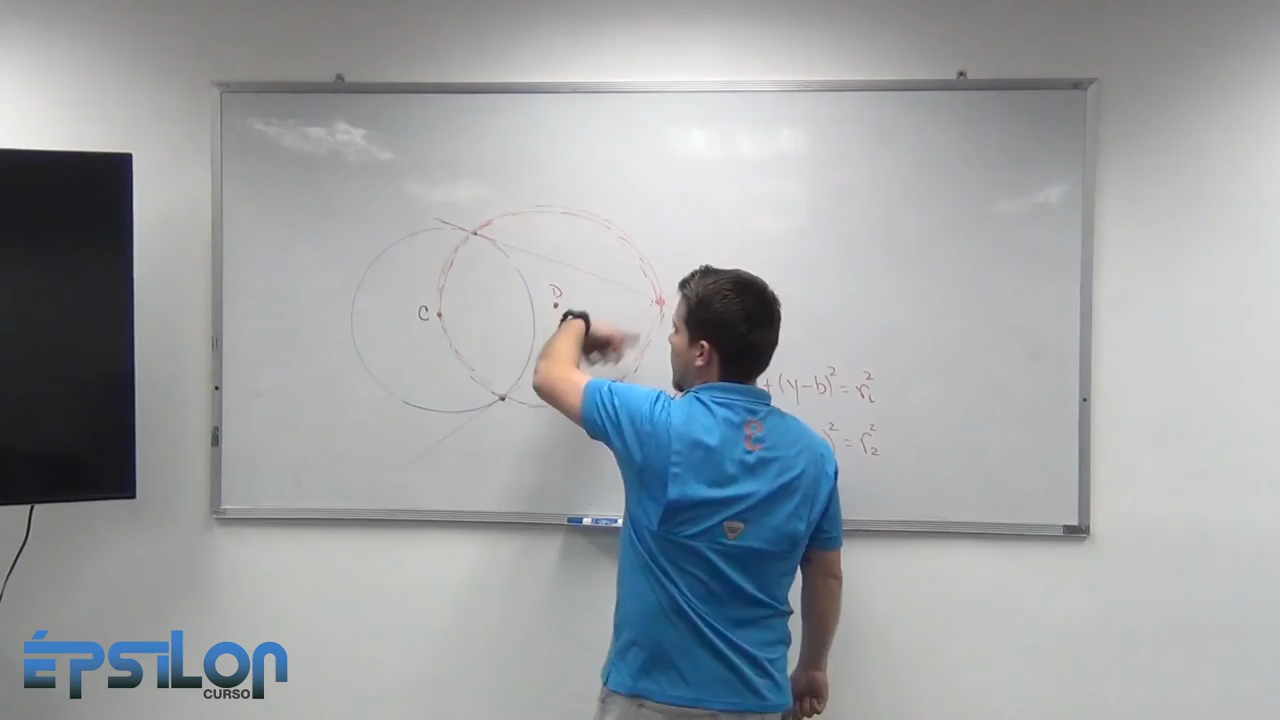 D
C
+ (y-b)² = r₁²
)² = r₂²
ε
ÉPSILON
CURSO